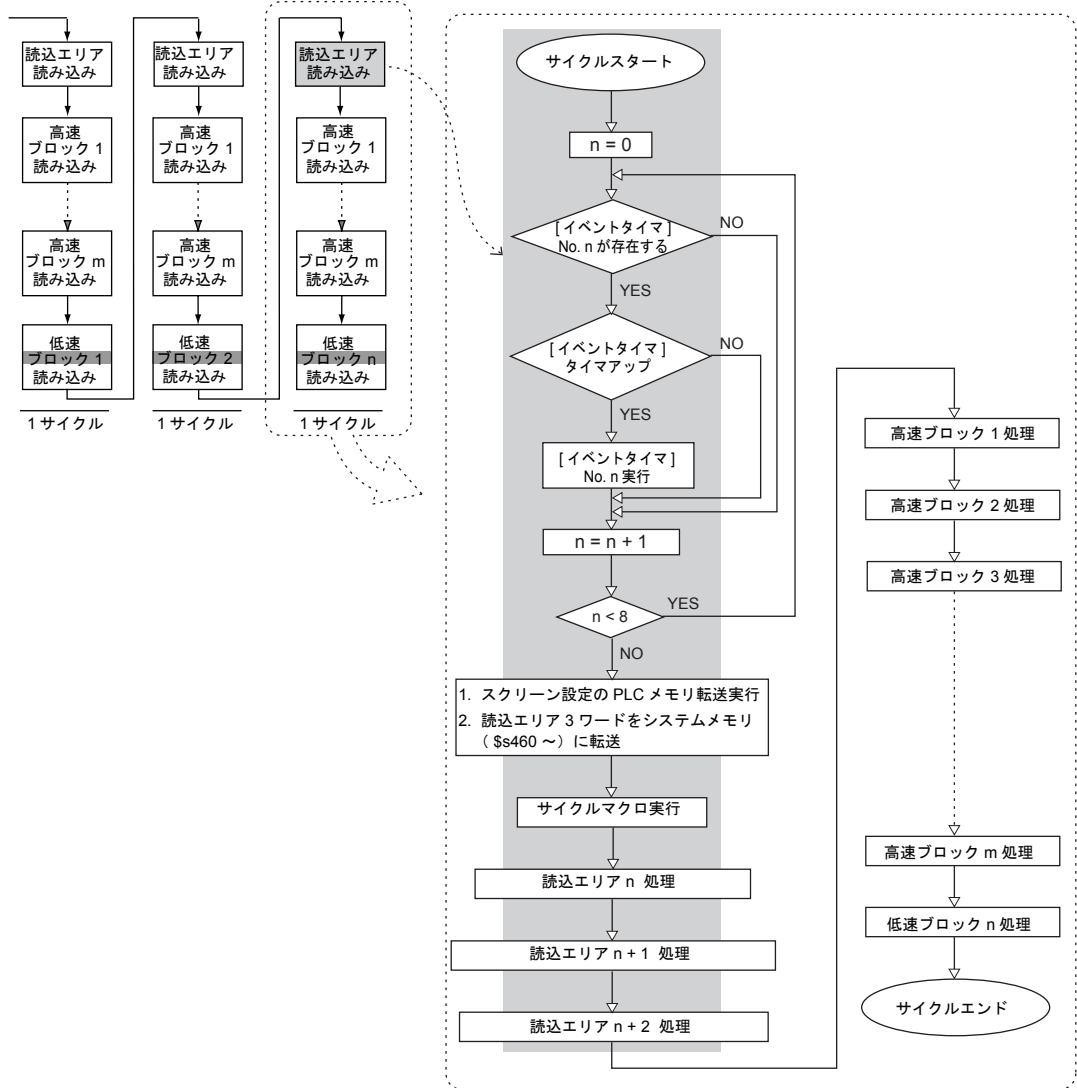 読込エリア
読み込み
高速
ブロック 1
読み込み
高速
ブロック m
読み込み
低速
ブロック 1
読み込み
1 サイクル
読込エリア
読み込み
高速
ブロック 1
読み込み
高速
ブロック m
読み込み
低速
ブロック 2
読み込み
1 サイクル
読込エリア
読み込み
高速
ブロック 1
読み込み
高速
ブロック m
読み込み
低速
ブロック n
読み込み
1 サイクル
サイクルスタート
n = 0
[ イベントタイマ ]
No. n が存在する
NO
YES
[ イベントタイマ ]
タイマアップ
NO
YES
[ イベントタイマ ]
No. n 実行
n = n + 1
n < 8
YES
NO
1. スクリーン設定の PLC メモリ転送実行
2. 読込エリア 3 ワードをシステムメモリ
( $s460 ～) に転送
サイクルマクロ実行
読込エリア n 処理
読込エリア n + 1 処理
読込エリア n + 2 処理
高速ブロック 1 処理
高速ブロック 2 処理
高速ブロック 3 処理
高速ブロック m 処理
低速ブロック n 処理
サイクルエンド